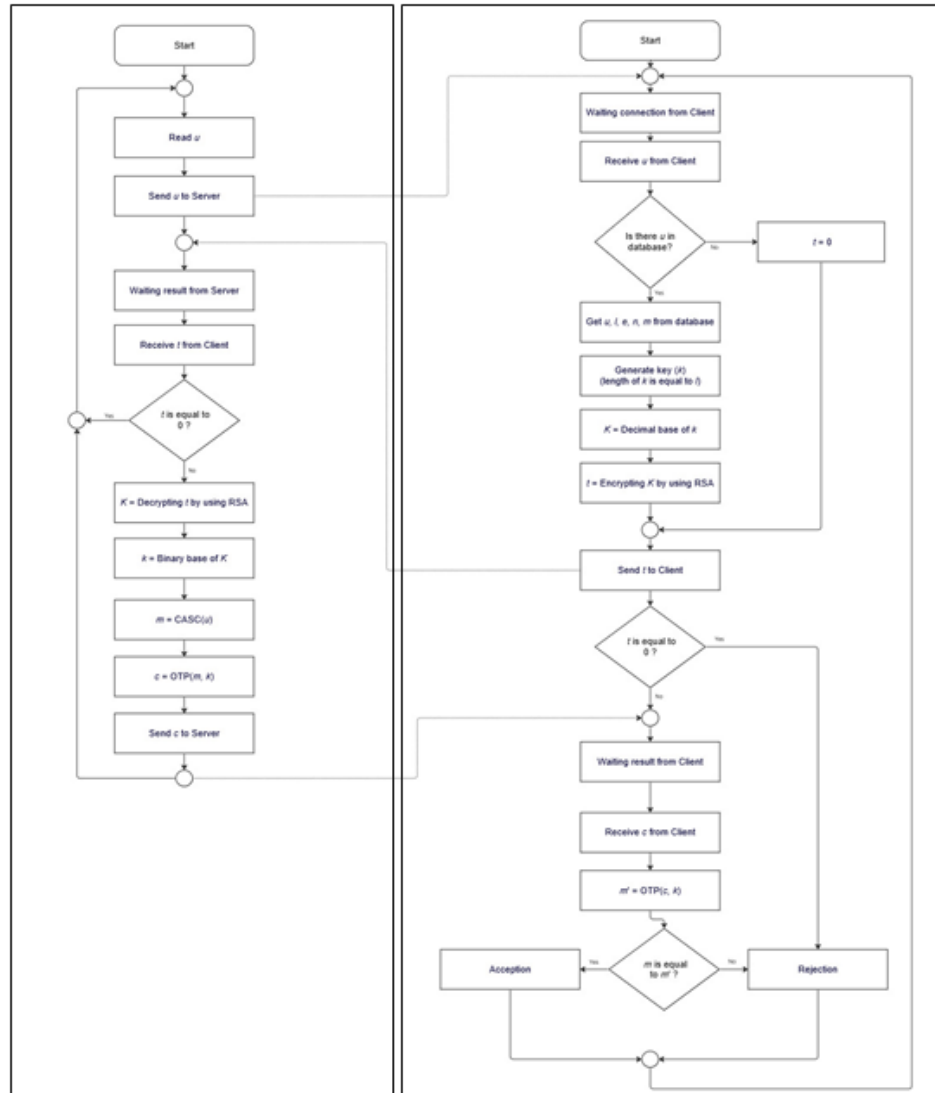 Start
Read u
Send u to Server
Waiting result from Server
Receive t from Client
t is equal to
0 ?
Yes
No
K = Decrypting t by using RSA
k = Binary base of K
m = CASC(u)
c = OTP(m, k)
Send c to Server
Start
Waiting connection from Client
Receive u from Client
Is there u in
database?
No
t = 0
Yes
Get u, l, e, n, m from database
Generate key (k)
(length of k is equal to l)
K = Decimal base of k
t = Encrypting K by using RSA
Send t to Client
t is equal to
0 ?
Yes
No
Waiting result from Client
Receive c from Client
m' = OTP(c, k)
Acception
Yes
m is equal
to m' ?
No
Rejection